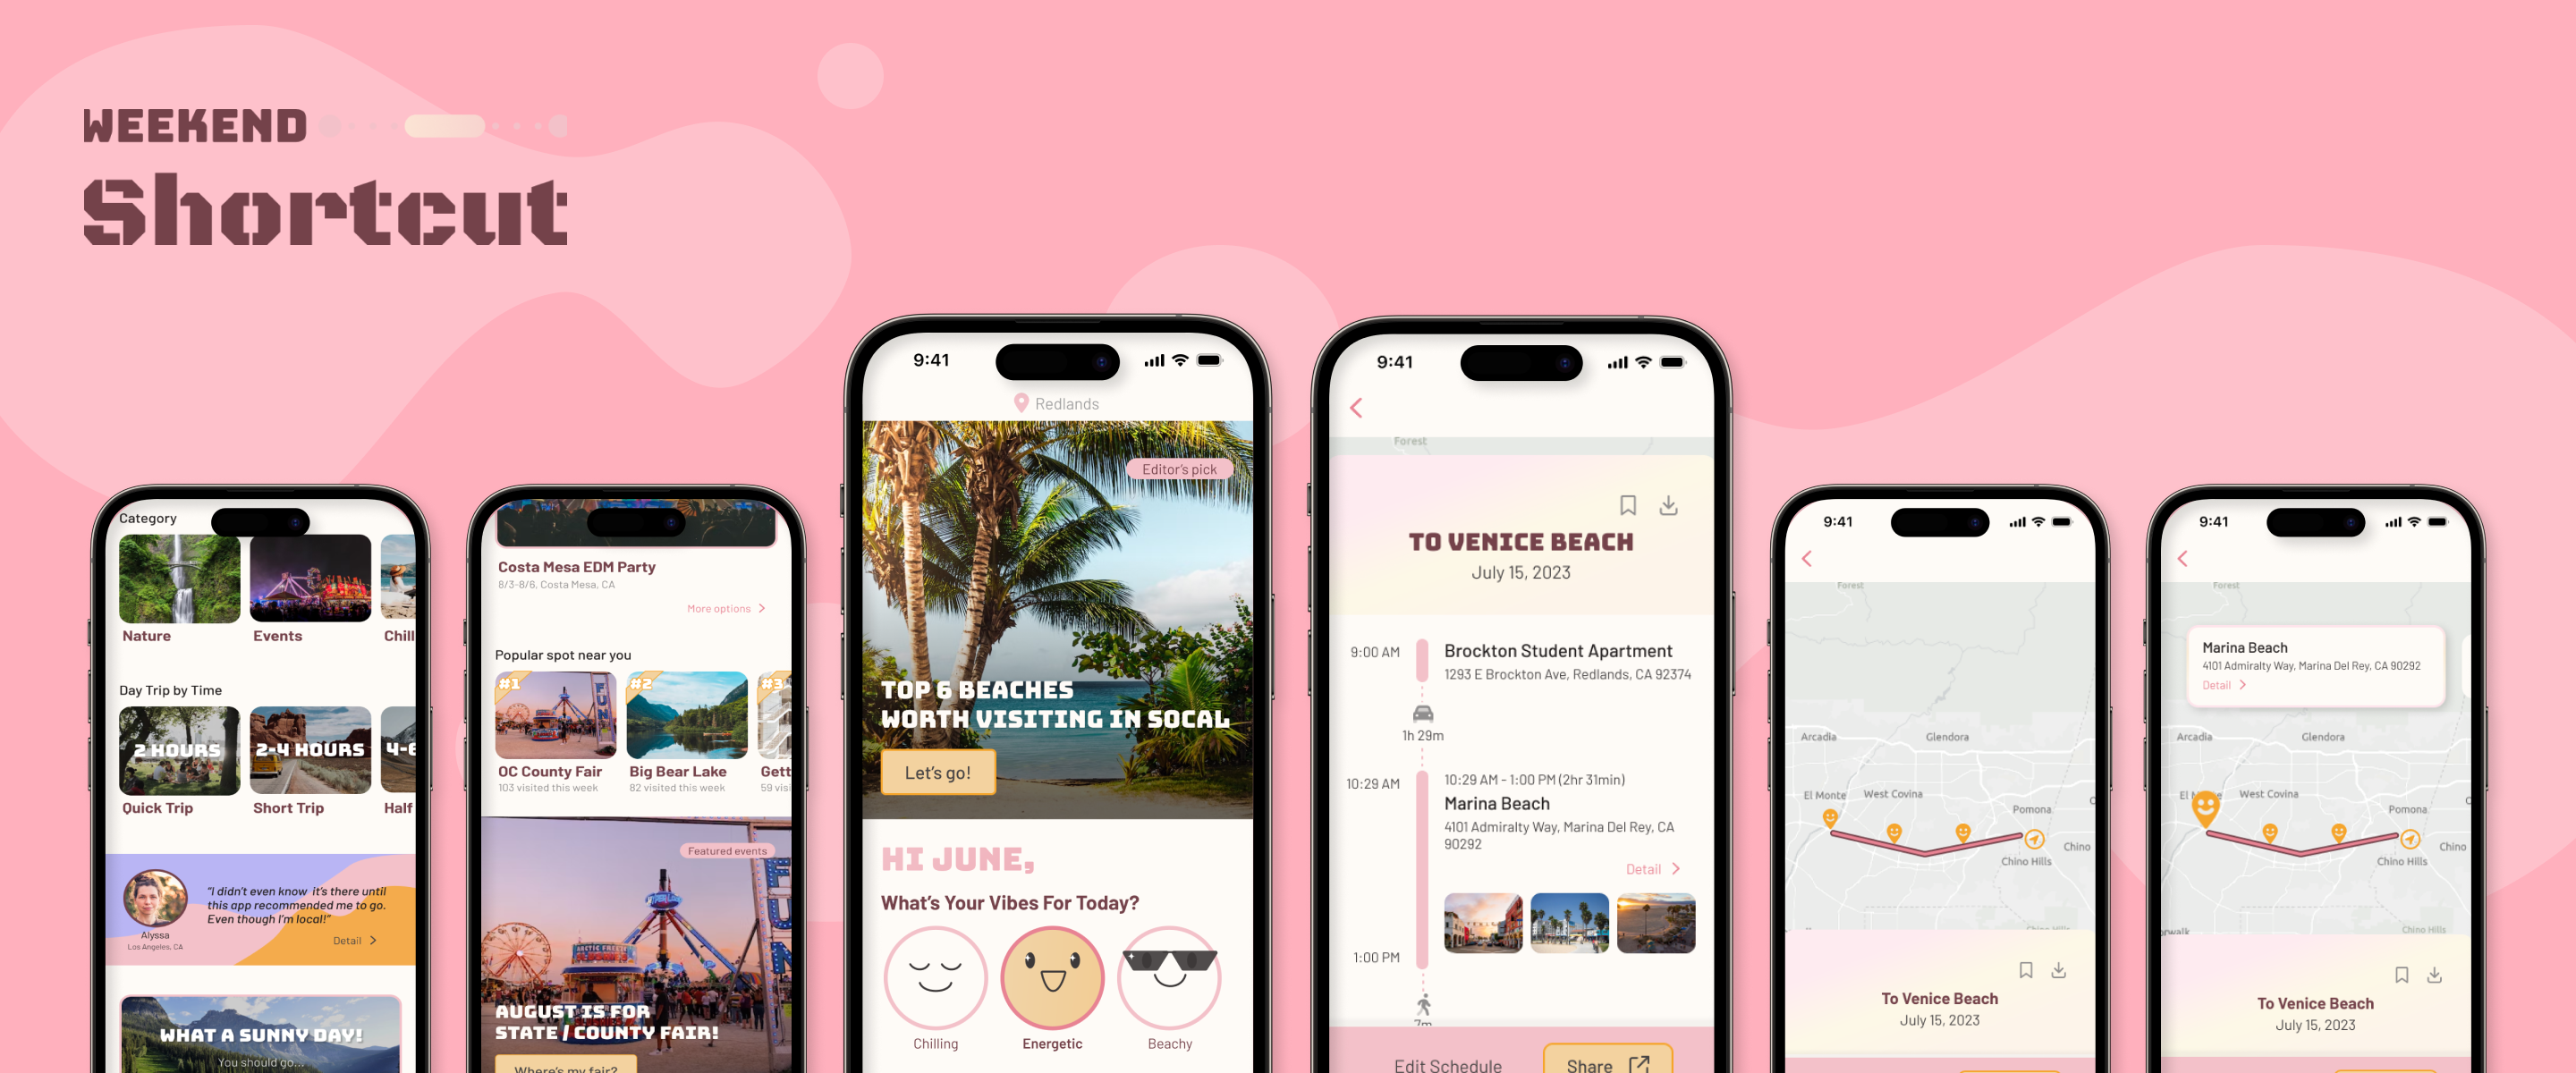 WEEKEND
Shortcut
Category
Nature
Events
Chill
Day Trip by Time
2 HOURS
2-4 HOURS
4-6
Quick Trip
Short Trip
Half
"I didn't even know it's there until
this app recommended me to go.
Even though I'm local!"
Alyssa
Los Angeles, CA
Detail
WHAT A SUNNY DAY!
You should go...
Costa Mesa EDM Party
8/3-8/6, Costa Mesa, CA
More options
Popular spot near you
#1
#2
#3
OC County Fair
103 visited this week
Big Bear Lake
82 visited this week
Gett
59 visi
Featured events
FUN
ARCTIC FREEZE
AUGUST IS FOR
STATE / COUNTY FAIR!
Where's my fair?
9:41
Redlands
Editor's pick
TOP 6 BEACHES
WORTH VISITING IN SOCAL
Let's go!
HI JUNE,
What's Your Vibes For Today?
Chilling
Energetic
Beachy
9:41
Forest
TO VENICE BEACH
July 15, 2023
9:00 AM
Brockton Student Apartment
1293 E Brockton Ave, Redlands, CA 92374
1h 29m
10:29 AM
10:29 AM - 1:00 PM (2hr 31min)
Marina Beach
4101 Admiralty Way, Marina Del Rey, CA
90292
Detail
1:00 PM
7m
Edit Schedule
Share
9:41
Forest
Arcadia
Glendora
El Monte
West Covina
Pomona
Chino Hills
Chino
Chino Hills
To Venice Beach
July 15, 2023
9:41
Forest
Marina Beach
4101 Admiralty Way, Marina Del Rey, CA 90292
Detail
Arcadia
Glendora
El Monte
West Covina
Pomona
Chino Hills
Chino
orwalk
Chino Hills
To Venice Beach
July 15, 2023